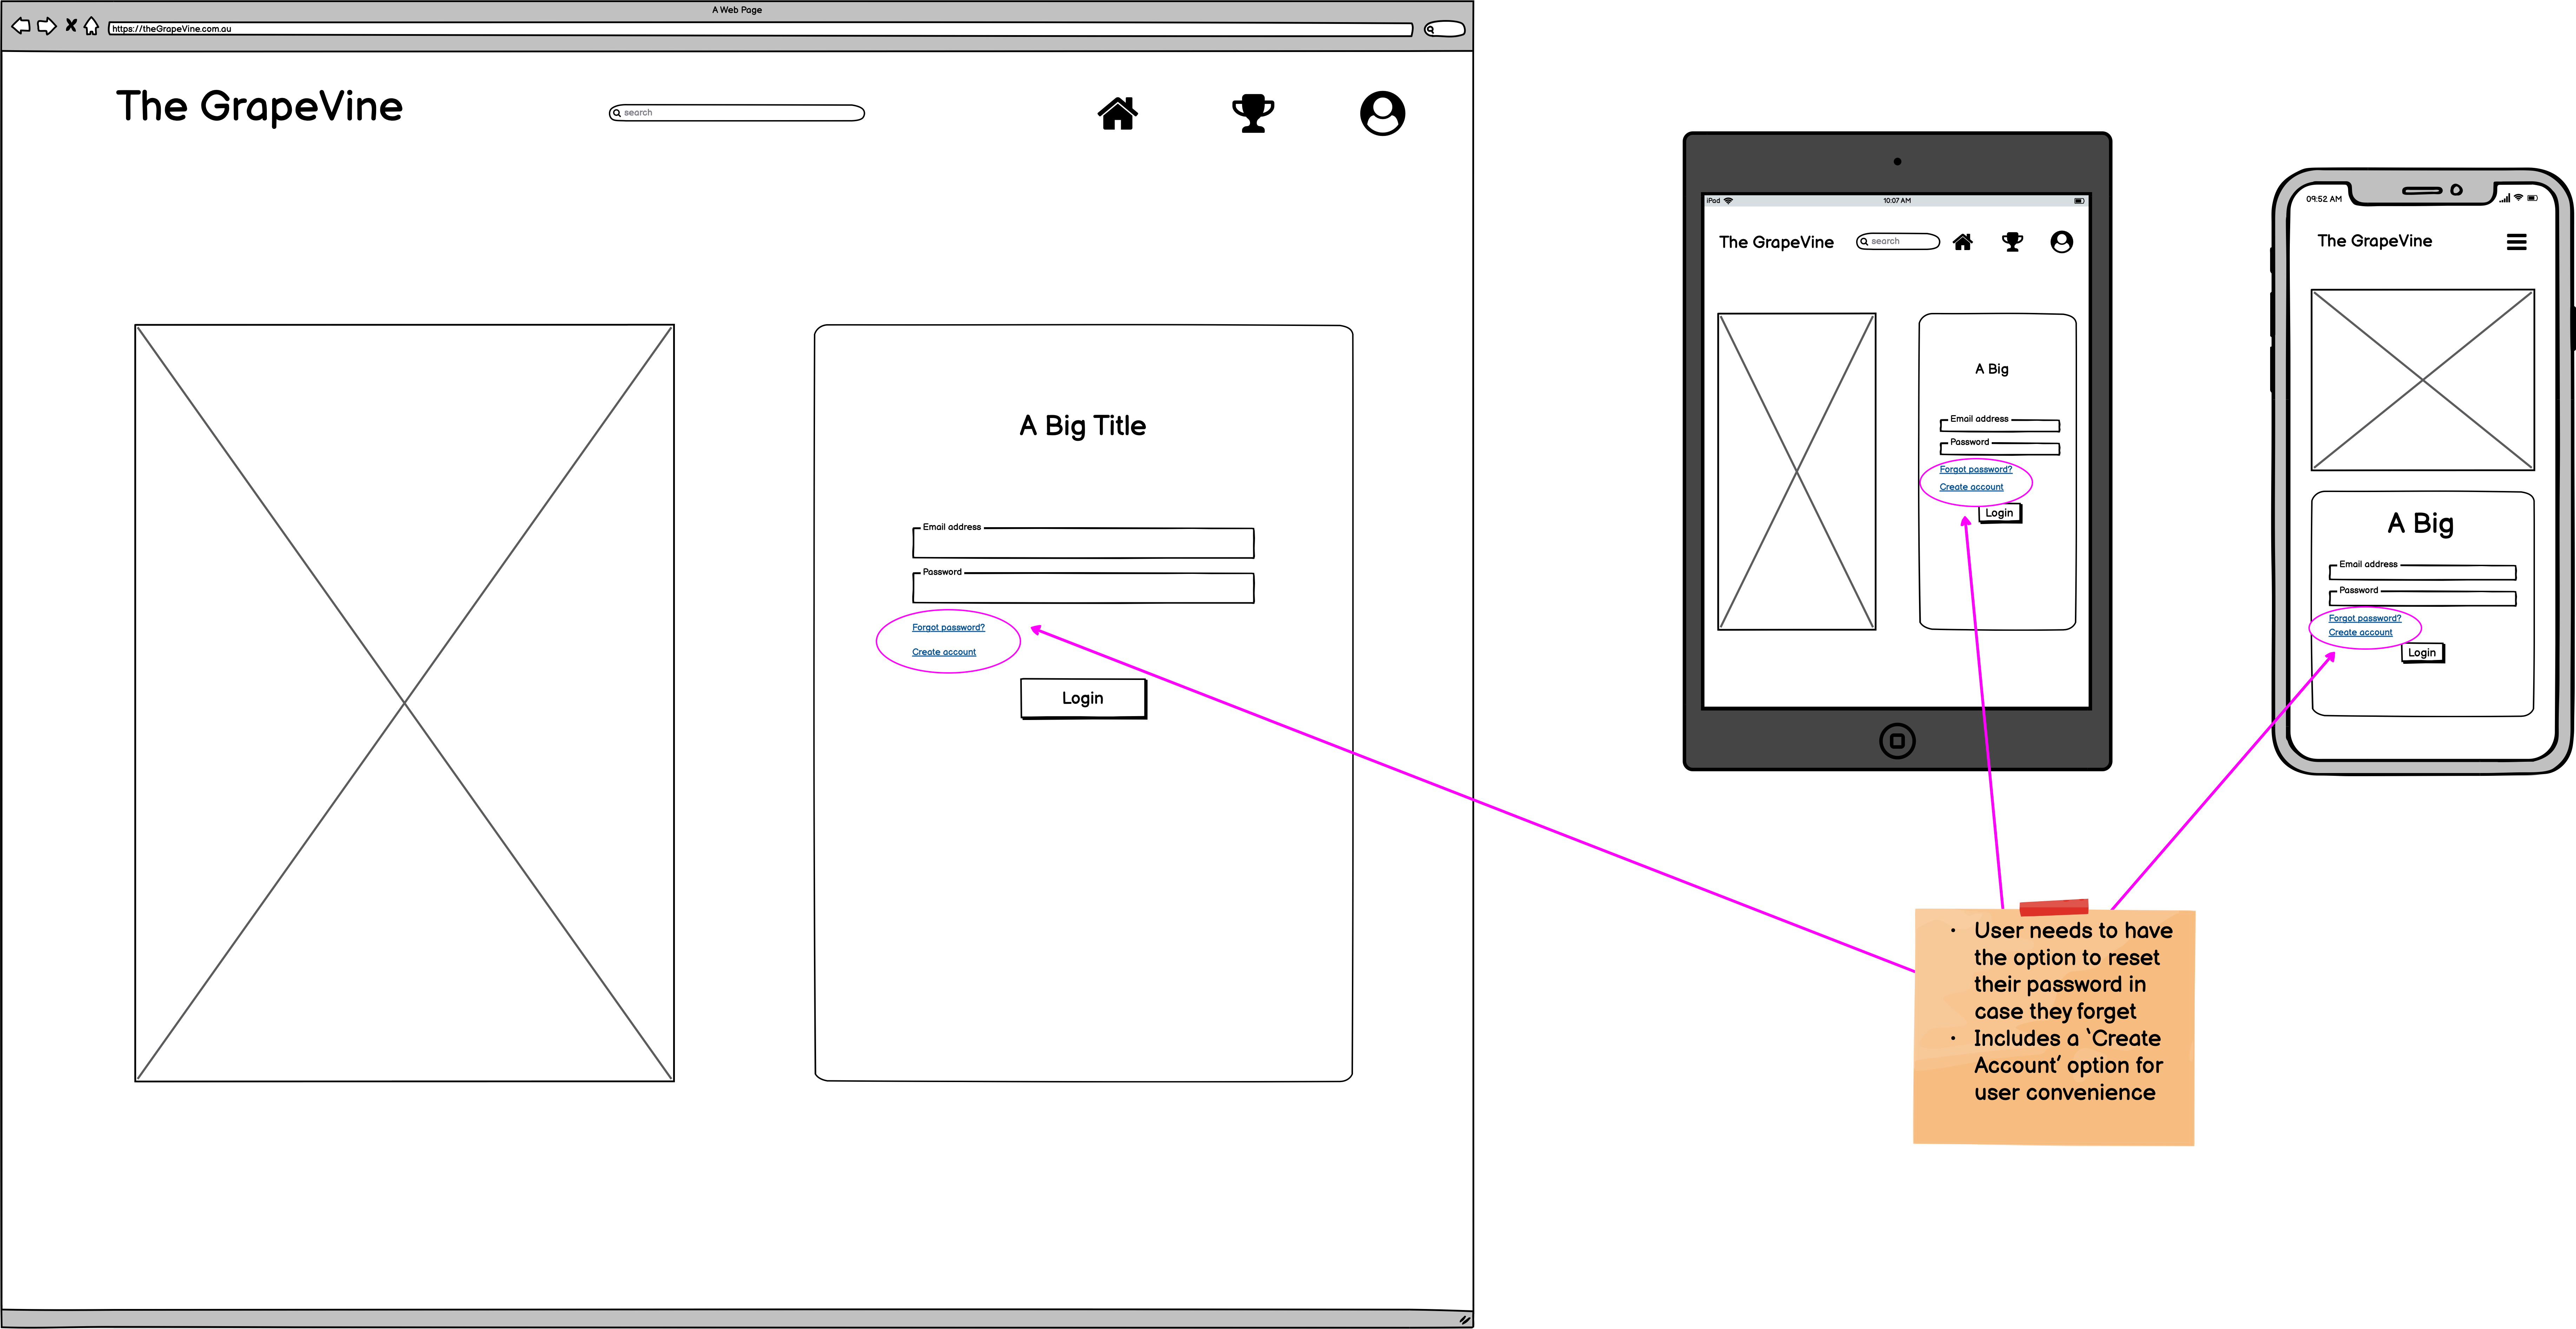 A Web Page
https://theGrapeVine.com.au
The GrapeVine
search
A Big Title
Email address
Password
Forgot password?
Create account
Login
iPad
10:07 AM
The GrapeVine
search
A Big
Email address
Password
Forgot password?
Create account
Login
09:52 AM
The GrapeVine
A Big
Email address
Password
Forgot password?
Create account
Login
• User needs to have
the option to reset
their password in
case they forget
• Includes a ‘Create
Account’ option for
user convenience